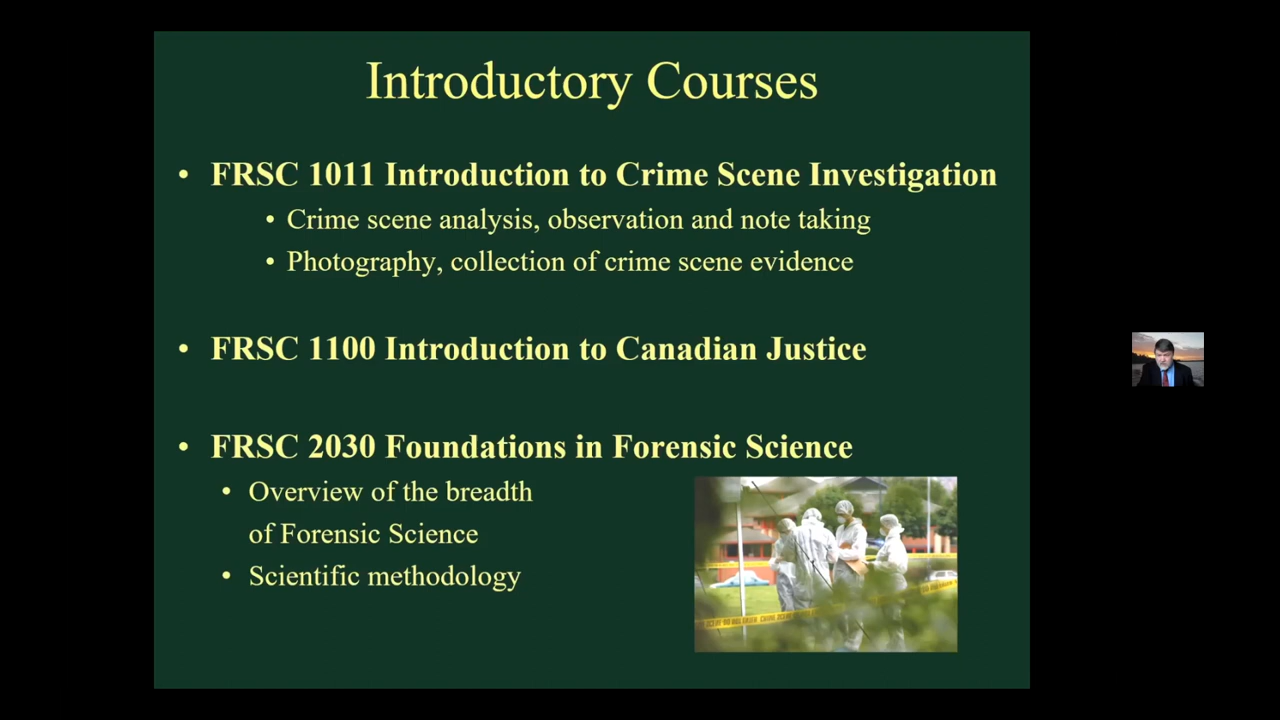 Introductory Courses
• FRSC 1011 Introduction to Crime Scene Investigation
• Crime scene analysis, observation and note taking
• Photography, collection of crime scene evidence
• FRSC 1100 Introduction to Canadian Justice
• FRSC 2030 Foundations in Forensic Science
• Overview of the breadth
of Forensic Science
• Scientific methodology